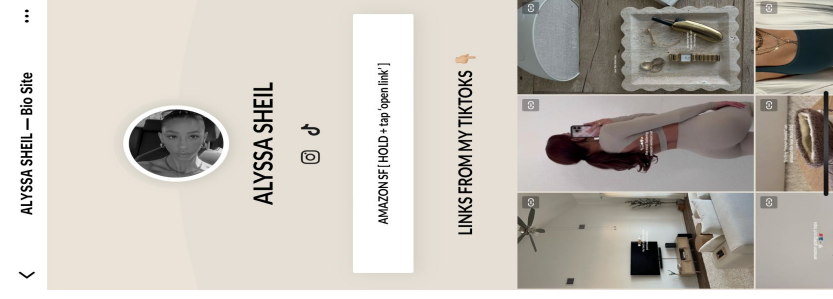 ALYSSA SHEIL — Bio Site
ALYSSA SHEIL
AMAZON SF [ HOLD + tap 'open link' ]
LINKS FROM MY TIKTOKS 👇🏼